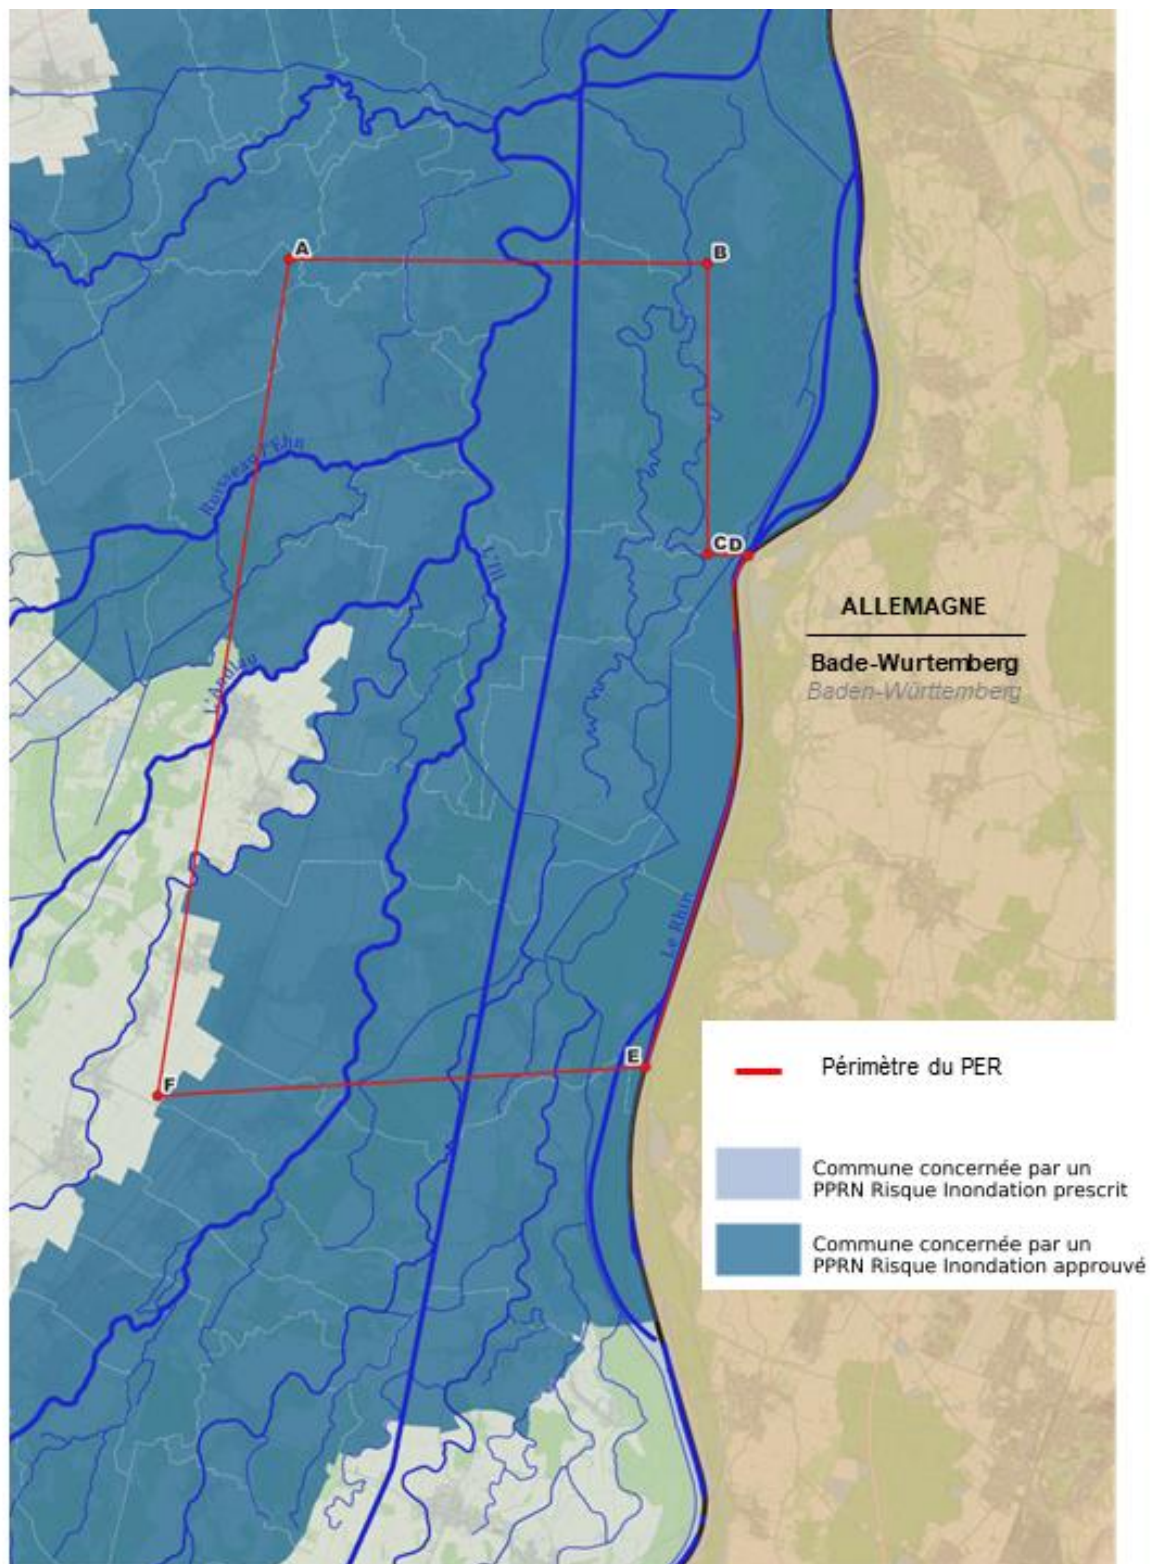 A
B
Ruisseau l'Ehn
C D
l'Ill
ALLEMAGNE
Bade-Wurtemberg
Baden-Württemberg
l'Andlau
Le Rhin
E
F
Périmètre du PER
Commune concernée par un
PPRN Risque Inondation prescrit
Commune concernée par un
PPRN Risque Inondation approuvé